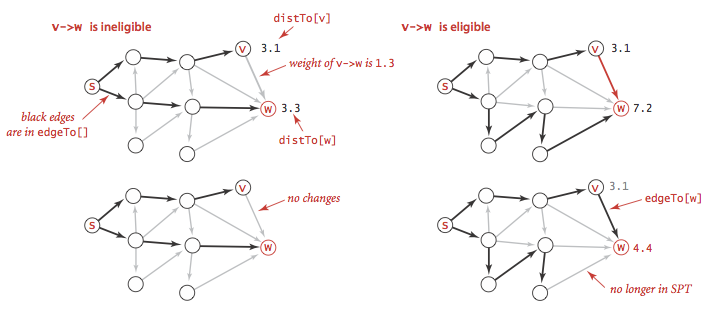 v->w is ineligible
distTo[v]
v 3.1
weight of v->w is 1.3
s
black edges
are in edgeTo[]
w 3.3
distTo[w]
v->w is eligible
v 3.1
s
w 7.2
v
no changes
s
w
v 3.1
edgeTo[w]
s
w 4.4
no longer in SPT